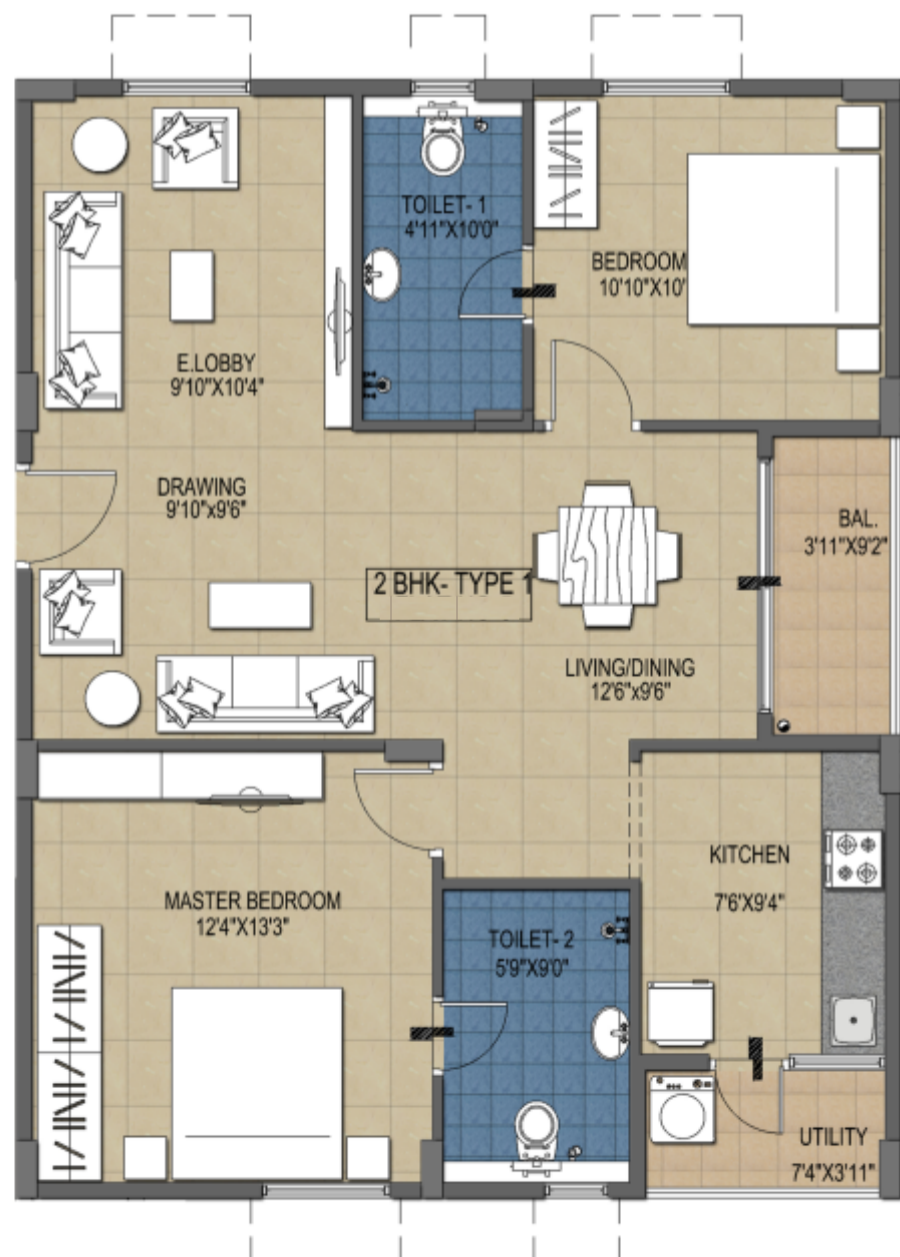 TOILET- 1
4'11"X10'0"
BEDROOM
10'10"X10'
E.LOBBY
9'10"X10'4"
DRAWING
9'10"x9'6"
BAL.
3'11"X9'2"
2 BHK- TYPE 1
LIVING/DINING
12'6"x9'6"
KITCHEN
7'6'X9'4"
MASTER BEDROOM
12'4"X13'3"
TOILET- 2
5'9"X9'0"
UTILITY
7'4"X3'11"